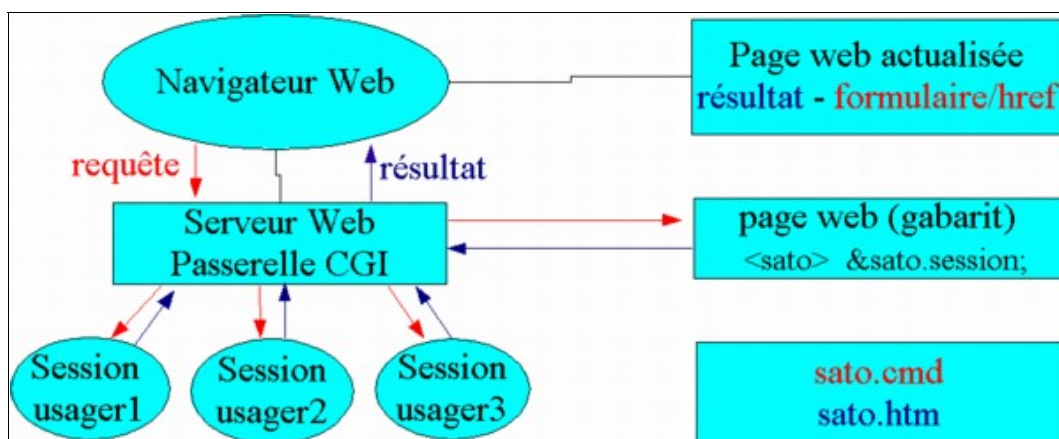 Navigateur Web
Page web actualisée
résultat - formulaire/href
requête
résultat
Serveur Web
Passerelle CGI
page web (gabarit)
<sato> &sato.session;
Session
usager1
Session
usager2
Session
usager3
sato.cmd
sato.htm